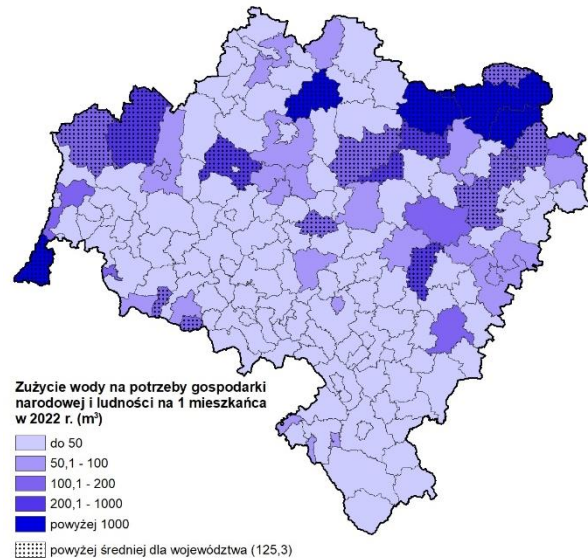 Zużycie wody na potrzeby gospodarki
narodowej i ludności na 1 mieszkańca
w 2022 r. (m³)
do 50
50,1 - 100
100,1 - 200
200,1 - 1000
powyżej 1000
powyżej średniej dla województwa (125,3)